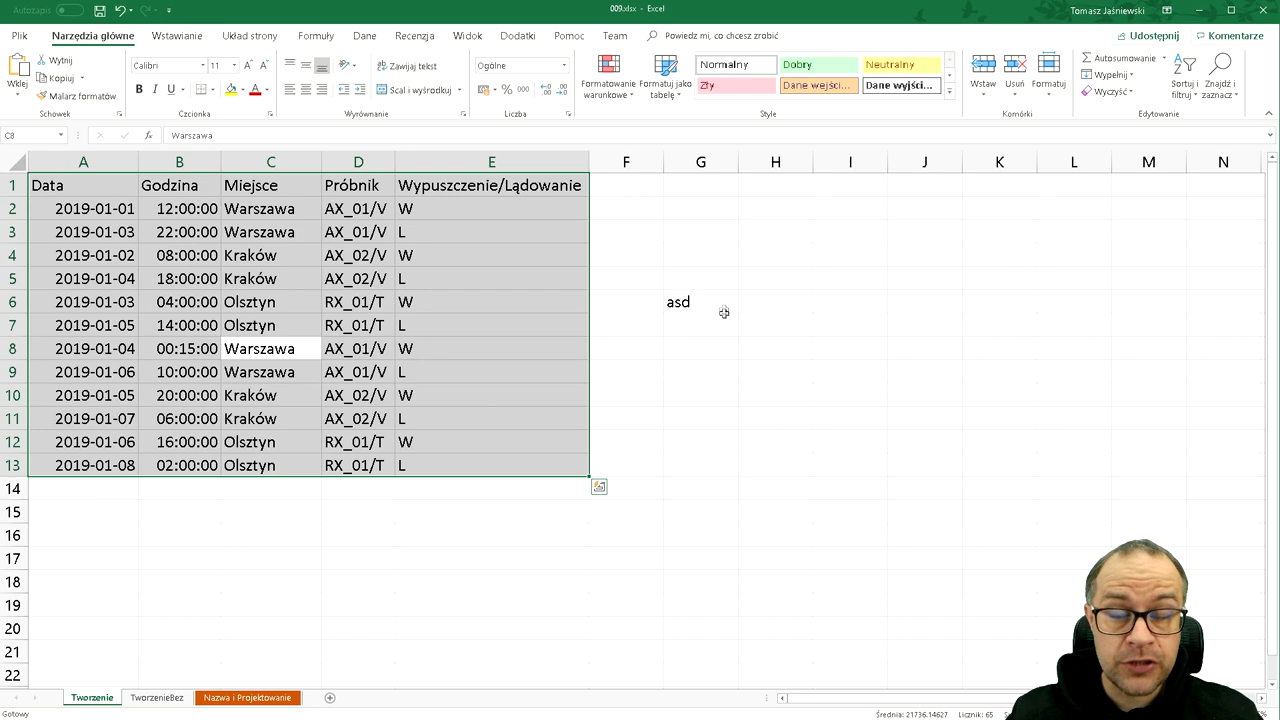 Autozapis
009.xlsx - Excel
Tomasz Jaśniewski
Plik Narzędzia główne Wstawianie Układ strony Formuły Dane Recenzja Widok Dodatki Pomoc Team Powiedz mi, co chcesz zrobić Udostępnij Komentarze
Wklej
Wytnij
Kopiuj
Malarz formatów
Schowek
Calibri 11
B I U
Czcionka
Zawijaj tekst
Scal i wyśrodkuj
Wyrównanie
Ogólne
% 000
Liczba
Formatowanie warunkowe
Formatuj jako tabelę
Normalny Dobry Neutralny
Zły Dane wejści... Dane wyjści...
Style
Wstaw Usuń Formatuj
Komórki
Autosumowanie
Wypełnij
Wyczyść
Sortuj i filtruj
Znajdź i zaznacz
Edytowanie
C8 fx Warszawa
A B C D E F G H I J K L M N
1 Data Godzina Miejsce Próbnik Wypuszczenie/Lądowanie
2 2019-01-01 12:00:00 Warszawa AX_01/V W
3 2019-01-03 22:00:00 Warszawa AX_01/V L
4 2019-01-02 08:00:00 Kraków AX_02/V W
5 2019-01-04 18:00:00 Kraków AX_02/V L
6 2019-01-03 04:00:00 Olsztyn RX_01/T W asd
7 2019-01-05 14:00:00 Olsztyn RX_01/T L
8 2019-01-04 00:15:00 Warszawa AX_01/V W
9 2019-01-06 10:00:00 Warszawa AX_01/V L
10 2019-01-05 20:00:00 Kraków AX_02/V W
11 2019-01-07 06:00:00 Kraków AX_02/V L
12 2019-01-06 16:00:00 Olsztyn RX_01/T W
13 2019-01-08 02:00:00 Olsztyn RX_01/T L
14
15
16
17
18
19
20
21
22
Tworzenie TworzenieBez Nazwa i Projektowanie
Gotowy Średnia: 21736.14627 Licznik: 65